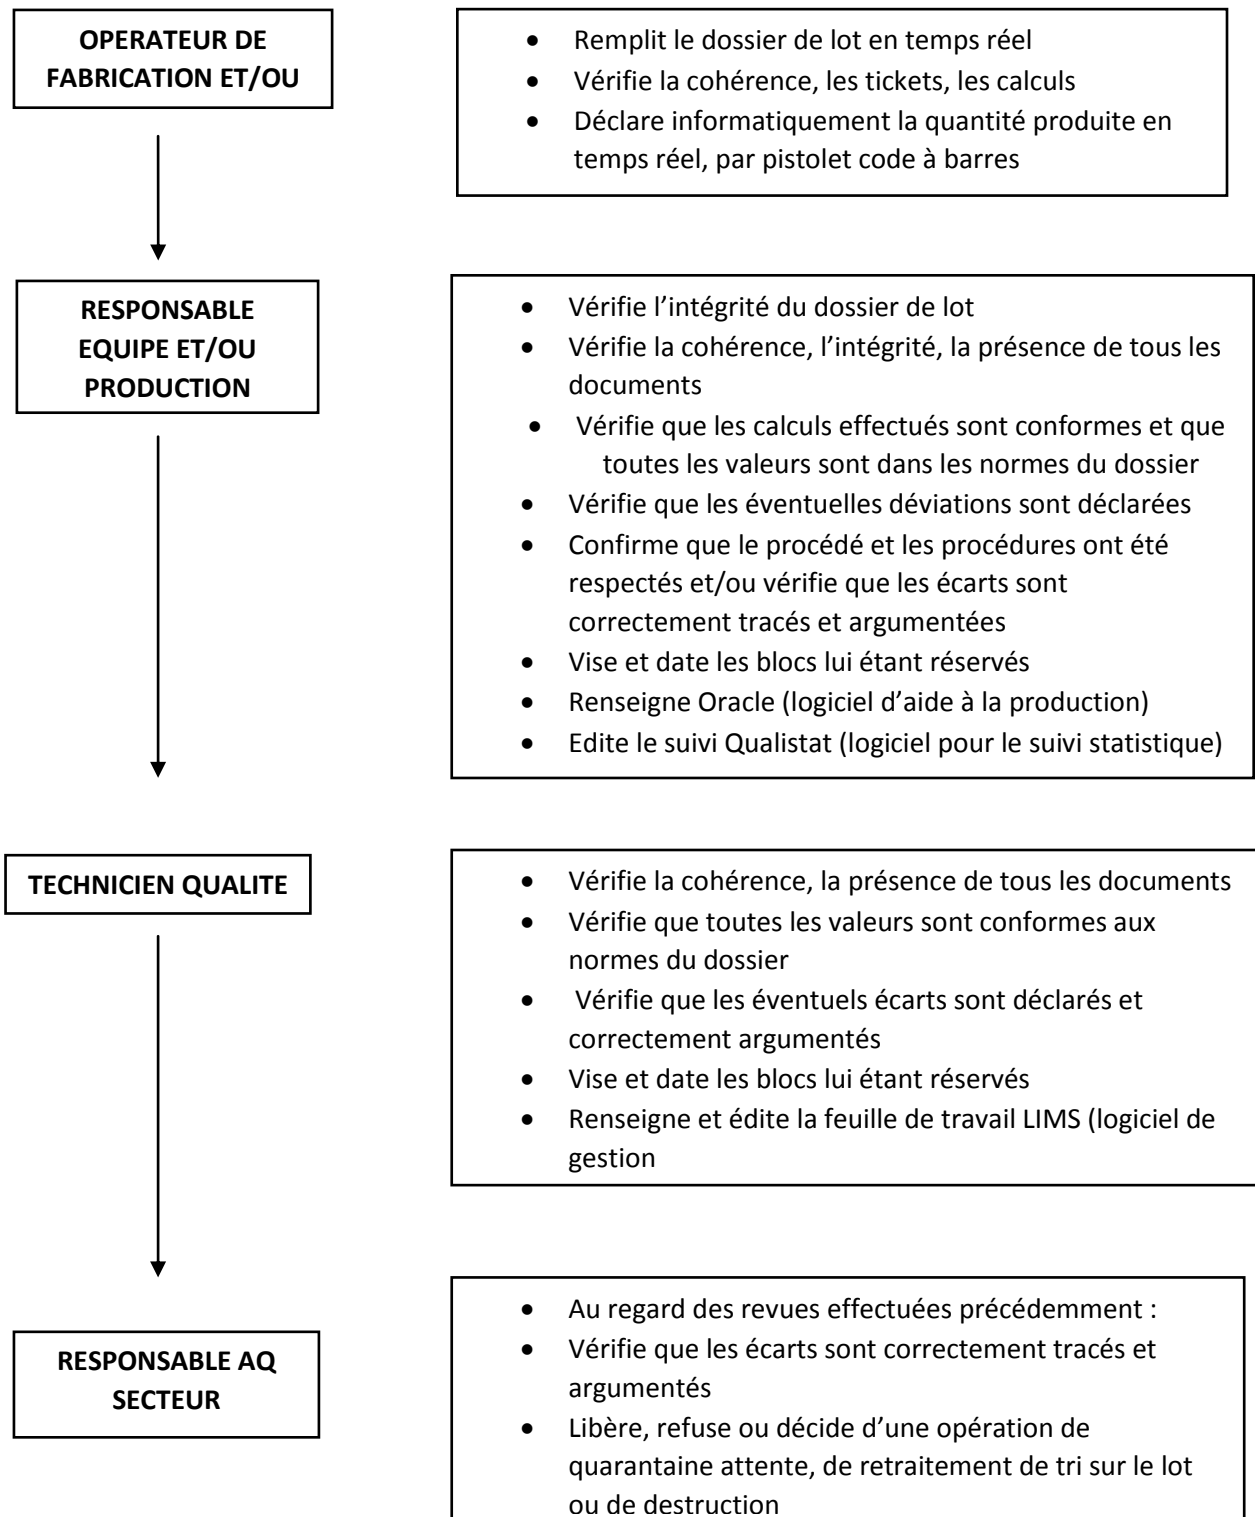 OPERATEUR DE
FABRICATION ET/OU
• Remplit le dossier de lot en temps réel
• Vérifie la cohérence, les tickets, les calculs
• Déclare informatiquement la quantité produite en
temps réel, par pistolet code à barres
RESPONSABLE
EQUIPE ET/OU
PRODUCTION
• Vérifie l’intégrité du dossier de lot
• Vérifie la cohérence, l’intégrité, la présence de tous les
documents
• Vérifie que les calculs effectués sont conformes et que
toutes les valeurs sont dans les normes du dossier
• Vérifie que les éventuelles déviations sont déclarées
• Confirme que le procédé et les procédures ont été
respectés et/ou vérifie que les écarts sont
correctement tracés et argumentées
• Vise et date les blocs lui étant réservés
• Renseigne Oracle (logiciel d’aide à la production)
• Edite le suivi Qualistat (logiciel pour le suivi statistique)
TECHNICIEN QUALITE
• Vérifie la cohérence, la présence de tous les documents
• Vérifie que toutes les valeurs sont conformes aux
normes du dossier
• Vérifie que les éventuels écarts sont déclarés et
correctement argumentés
• Vise et date les blocs lui étant réservés
• Renseigne et édite la feuille de travail LIMS (logiciel de
gestion
RESPONSABLE AQ
SECTEUR
• Au regard des revues effectuées précédemment :
• Vérifie que les écarts sont correctement tracés et
argumentés
• Libère, refuse ou décide d’une opération de
quarantaine attente, de retraitement de tri sur le lot
ou de destruction